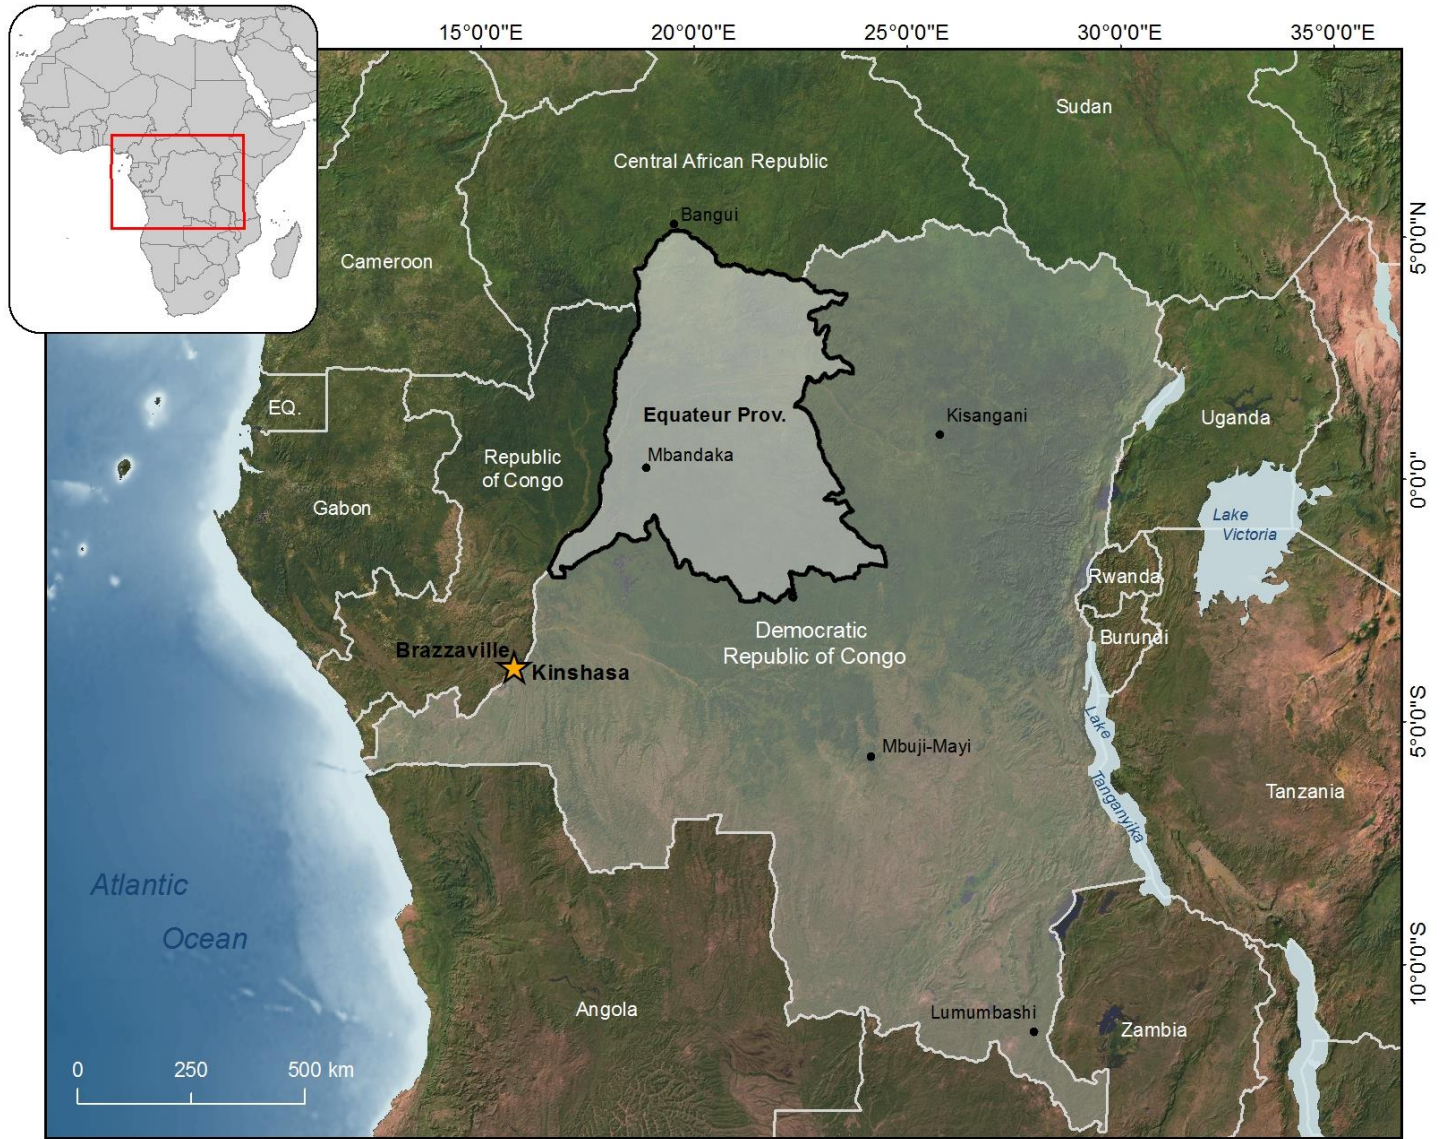 15°0'0"E
20°0'0"E
25°0'0"E
30°0'0"E
35°0'0"E
Sudan
Central African Republic
Bangui
5°0'0"N
Cameroon
EQ.
Equateur Prov.
Kisangani
Uganda
Mbandaka
Republic
of Congo
0°0'0"
Gabon
Lake
Victoria
Rwanda
Democratic
Republic of Congo
Burundi
Brazzaville
Kinshasa
Lake
Tanganyika
5°0'0"S
Mbuji-Mayi
Tanzania
Atlantic
Ocean
10°0'0"S
Angola
Lumumbashi
Zambia
0 250 500 km